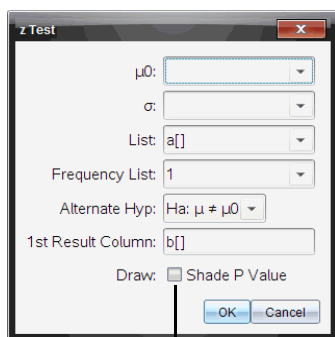 z Test
μ0:
σ:
List: a[]
Frequency List: 1
Alternate Hyp: Ha: μ ≠ μ0
1st Result Column: b[]
Draw: Shade P Value
OK Cancel